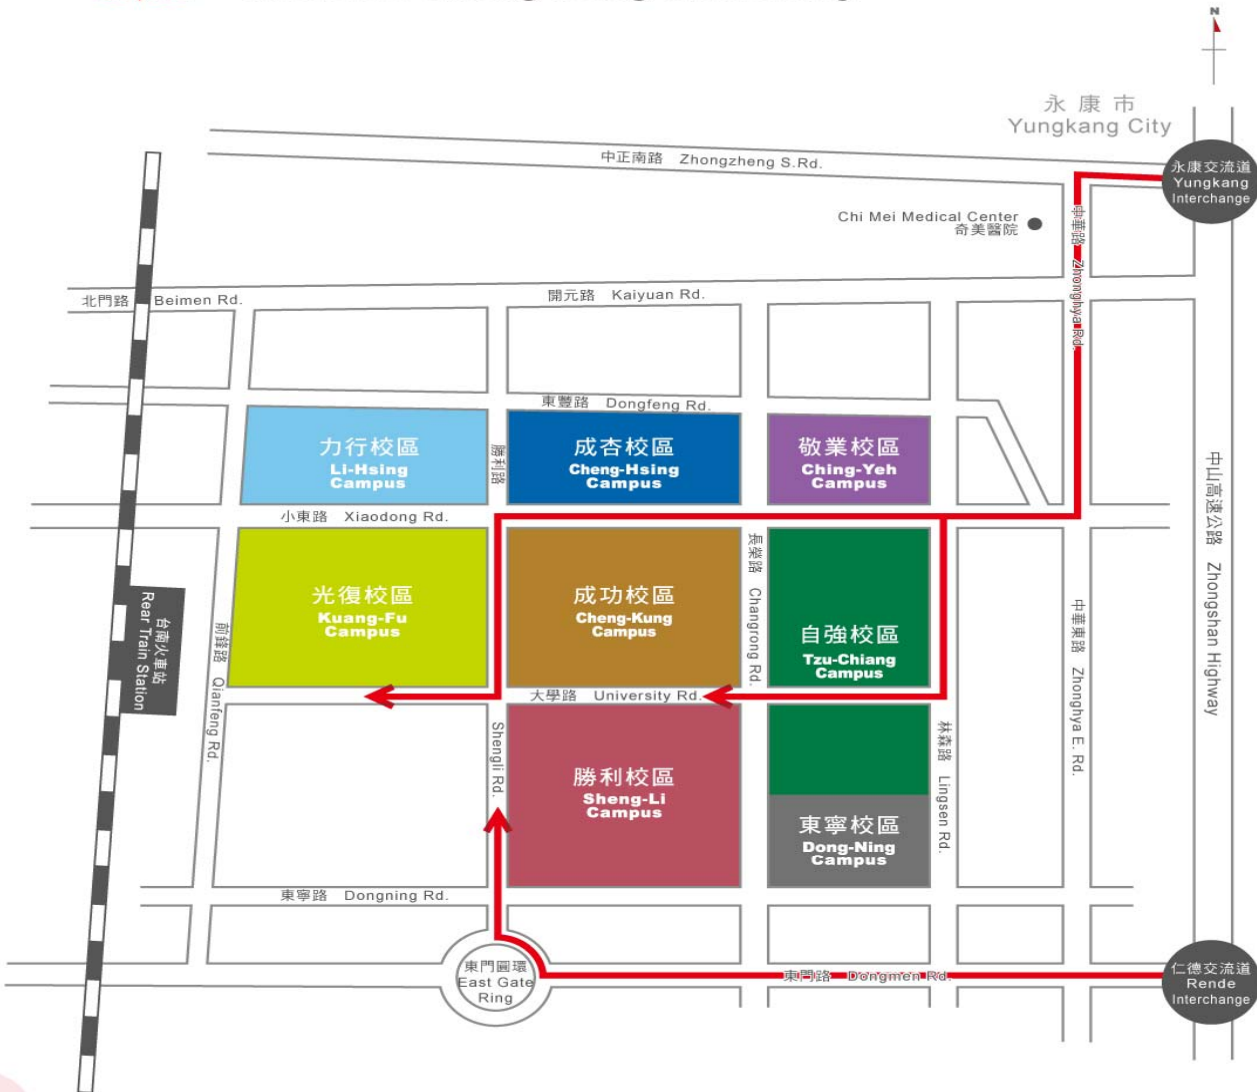 N
永康市
Yungkang City
永康交流道
Yungkang
Interchange
中正南路 Zhongzheng S.Rd.
Chi Mei Medical Center
奇美醫院
中華路 Zhonghya Rd.
北門路 Beimen Rd.
開元路 Kaiyuan Rd.
東豐路 Dongfeng Rd.
力行校區
Li-Hsing
Campus
勝利路
成杏校區
Cheng-Hsing
Campus
敬業校區
Ching-Yeh
Campus
中山高速公路 Zhongshan Highway
小東路 Xiaodong Rd.
光復校區
Kuang-Fu
Campus
成功校區
Cheng-Kung
Campus
長榮路 Changrong Rd.
自強校區
Tzu-Chiang
Campus
台南火車站
Rear Train Station
前鋒路 Qianfeng Rd.
中華東路 Zhonghya E. Rd.
大學路 University Rd.
Shengli Rd.
勝利校區
Sheng-Li
Campus
林森路 Lingsen Rd.
東寧校區
Dong-Ning
Campus
東寧路 Dongning Rd.
東門圓環
East Gate
Ring
東門路 Dongmen Rd.
仁德交流道
Rende
Interchange